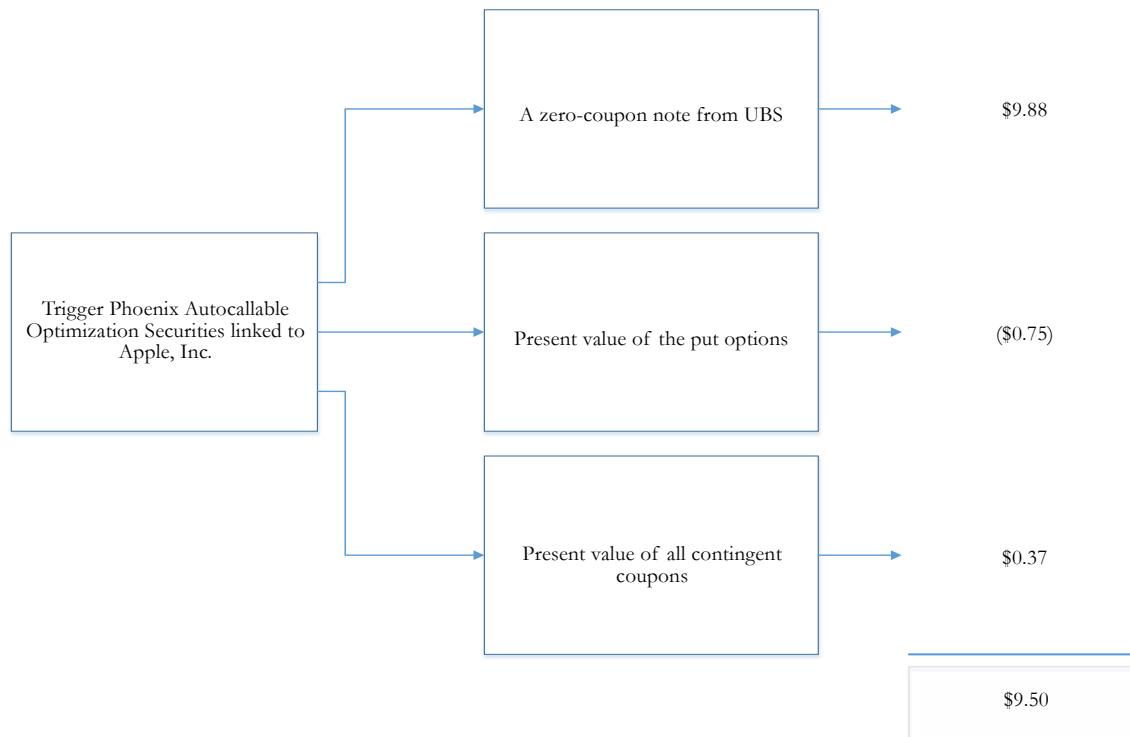 A zero-coupon note from UBS
$9.88
Trigger Phoenix Autocallable
Optimization Securities linked to
Apple, Inc.
Present value of the put options
($0.75)
Present value of all contingent
coupons
$0.37
$9.50